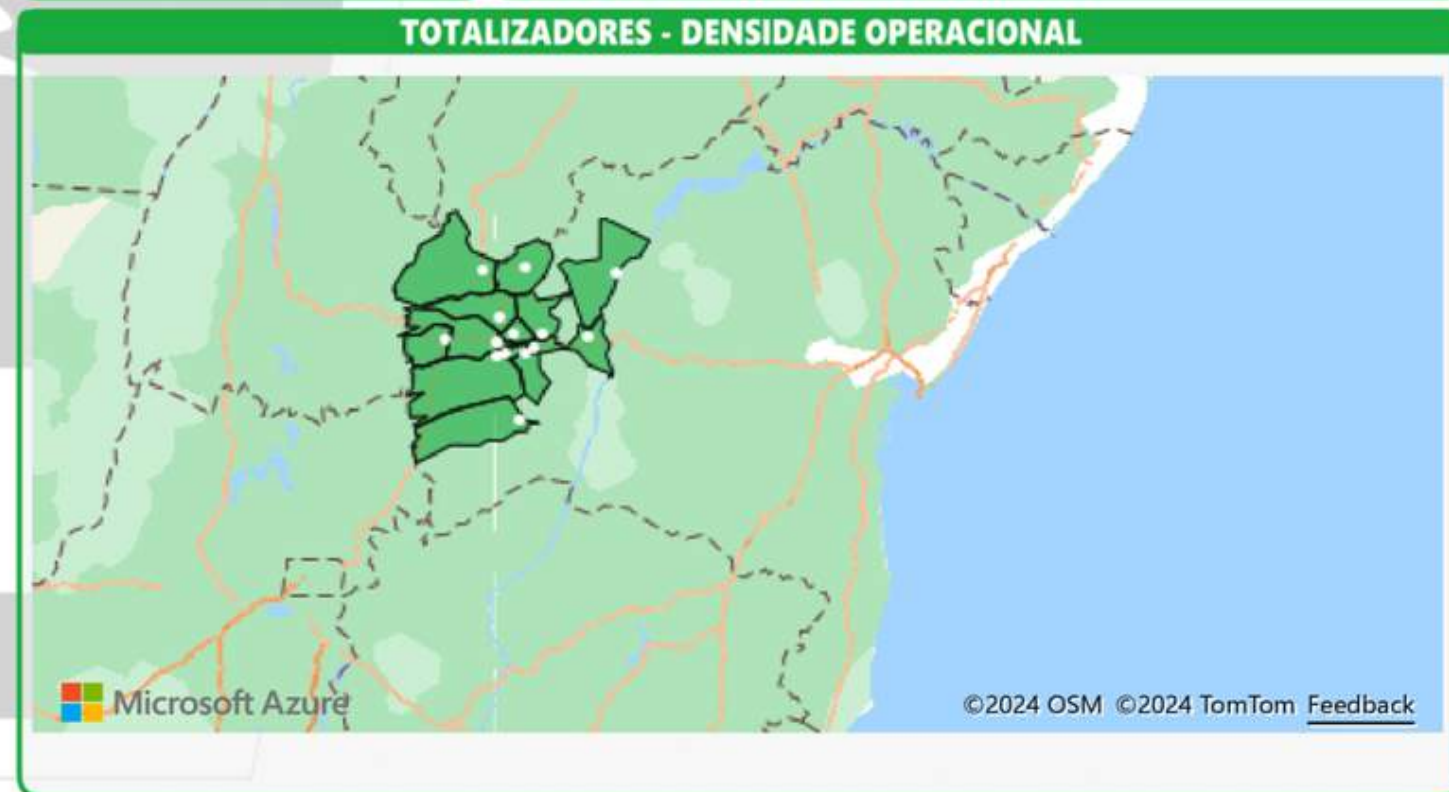 TOTALIZADORES - DENSIDADE OPERACIONAL
Microsoft Azure
©2024 OSM ©2024 TomTom Feedback